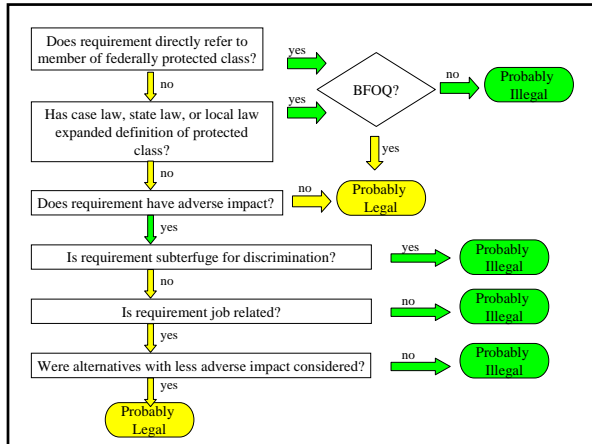 Does requirement directly refer to
member of federally protected class?
yes
BFOQ?
no
Probably
Illegal
no
Has case law, state law, or local law
expanded definition of protected
class?
yes
yes
no
Does requirement have adverse impact?
no
Probably
Legal
yes
Is requirement subterfuge for discrimination?
yes
Probably
Illegal
no
Is requirement job related?
no
Probably
Illegal
yes
Were alternatives with less adverse impact considered?
no
Probably
Illegal
yes
Probably
Legal